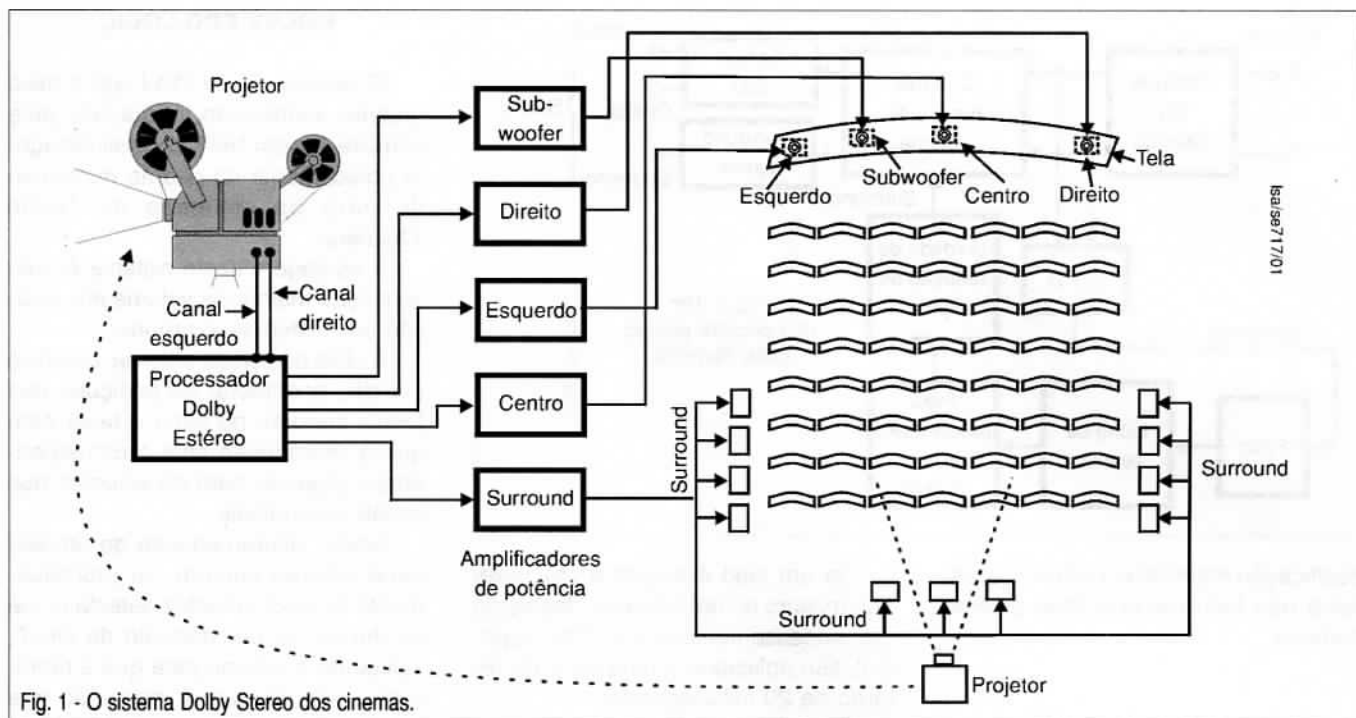 Projetor
Canal
direito
Canal
esquerdo
Processador
Dolby
Estéreo
Sub-
woofer
Direito
Esquerdo
Centro
Surround
Amplificadores
de potência
Esquerdo
Subwoofer
Centro
Direito
Tela
lsa/se717/01
Surround
Surround
Surround
Projetor
Fig. 1 - O sistema Dolby Stereo dos cinemas.